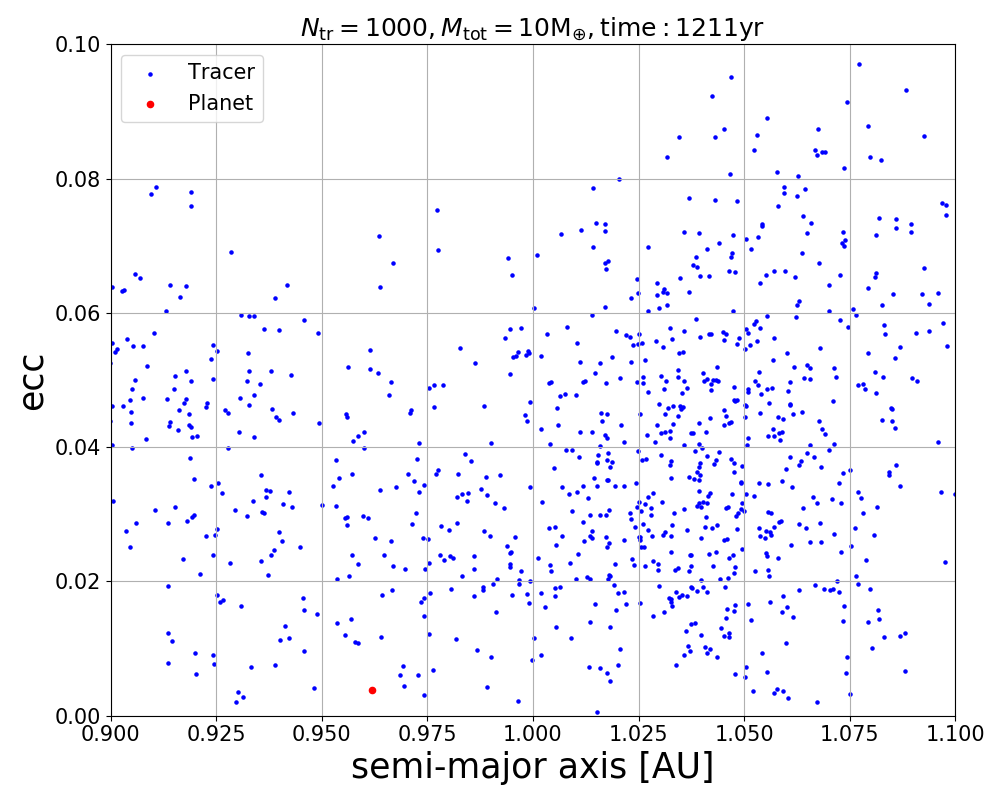 N_tr = 1000, M_tot = 10M_⊕, time : 1211yr
Tracer
Planet
ecc
0.10
0.08
0.06
0.04
0.02
0.00
0.900 0.925 0.950 0.975 1.000 1.025 1.050 1.075 1.100
semi-major axis [AU]